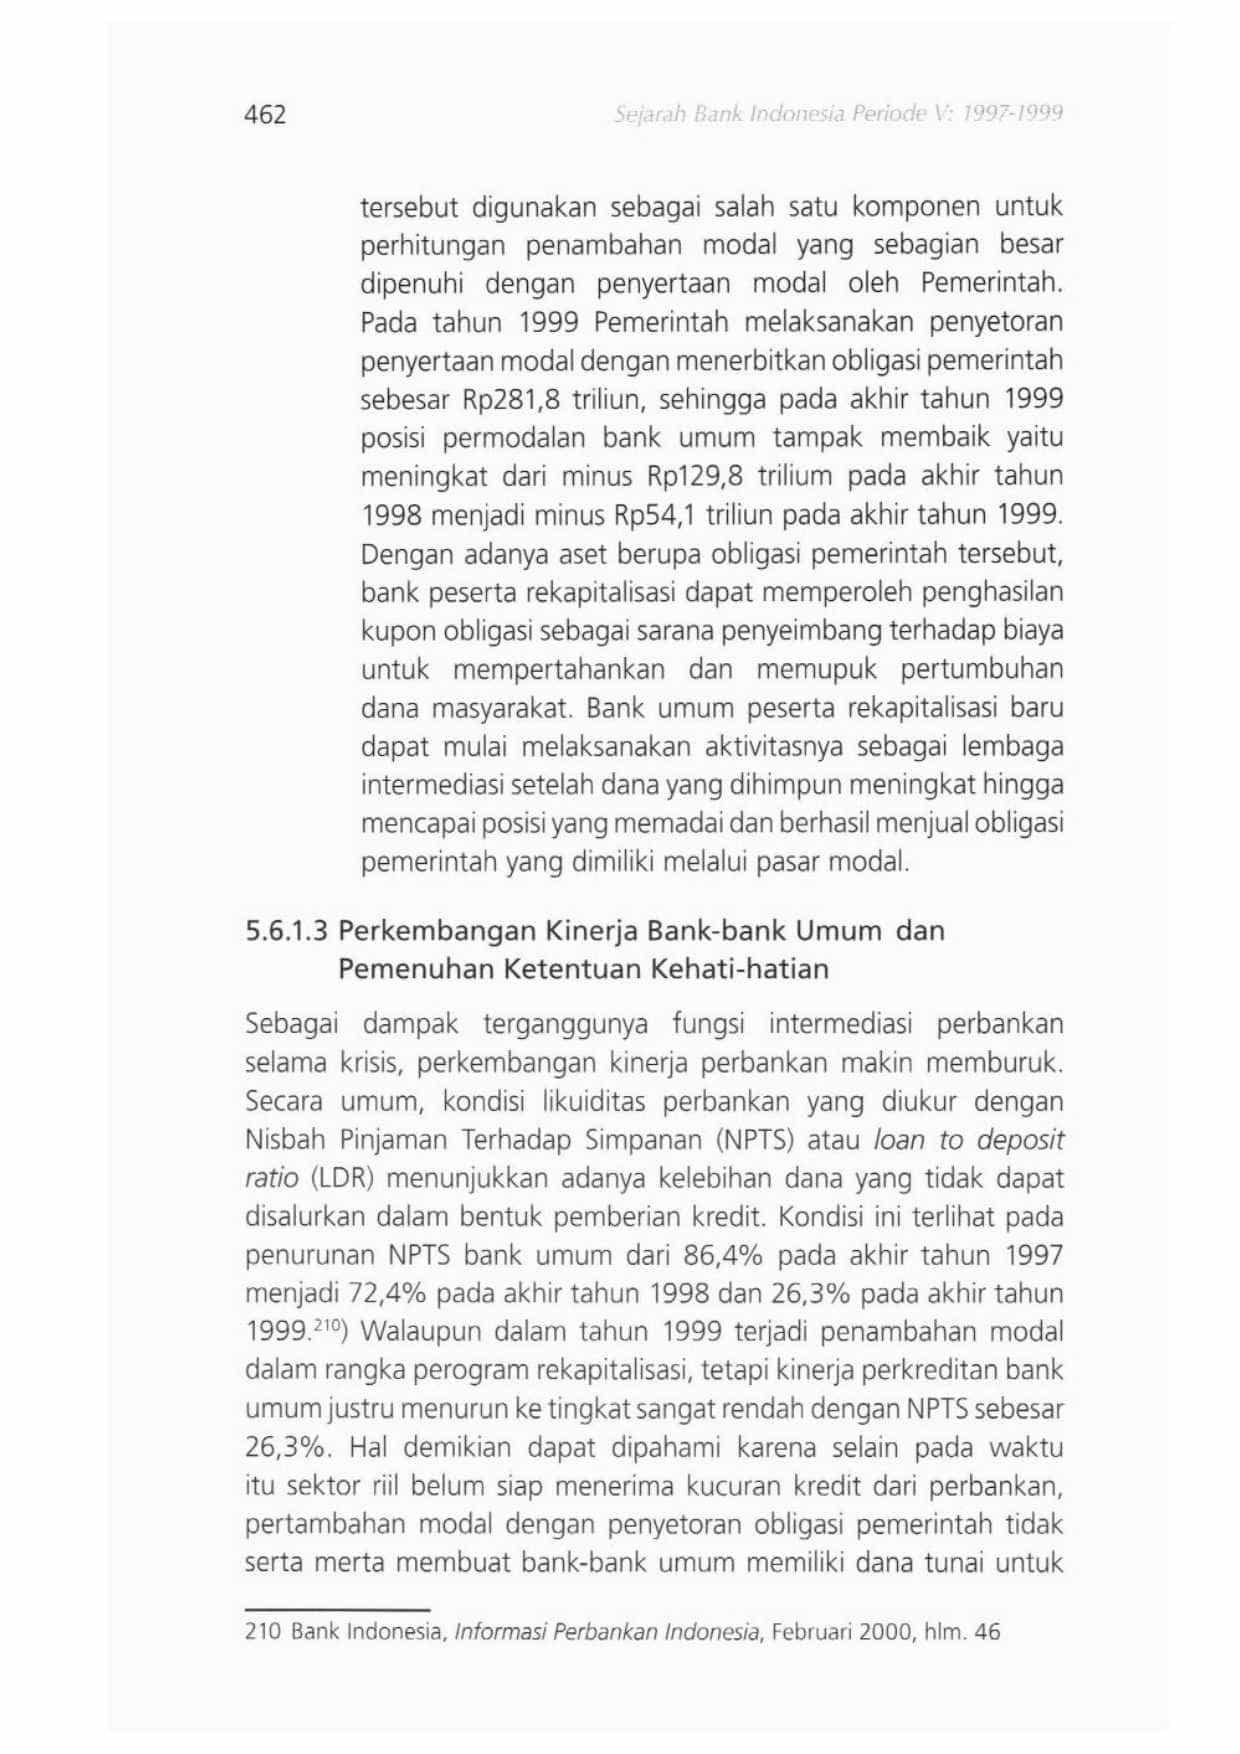 462
Sejarah Bank Indonesia Periode V: 1997-1999
tersebut digunakan sebagai salah satu komponen untuk
perhitungan penambahan modal yang sebagian besar
dipenuhi dengan penyertaan modal oleh Pemerintah.
Pada tahun 1999 Pemerintah melaksanakan penyetoran
penyertaan modal dengan menerbitkan obligasi pemerintah
sebesar Rp281,8 triliun, sehingga pada akhir tahun 1999
posisi permodalan bank umum tampak membaik yaitu
meningkat dari minus Rp129,8 trilium pada akhir tahun
1998 menjadi minus Rp54,1 triliun pada akhir tahun 1999.
Dengan adanya aset berupa obligasi pemerintah tersebut,
bank peserta rekapitalisasi dapat memperoleh penghasilan
kupon obligasi sebagai sarana penyeimbang terhadap biaya
untuk mempertahankan dan memupuk pertumbuhan
dana masyarakat. Bank umum peserta rekapitalisasi baru
dapat mulai melaksanakan aktivitasnya sebagai lembaga
intermediasi setelah dana yang dihimpun meningkat hingga
mencapai posisi yang memadai dan berhasil menjual obligasi
pemerintah yang dimiliki melalui pasar modal.
5.6.1.3 Perkembangan Kinerja Bank-bank Umum dan
Pemenuhan Ketentuan Kehati-hatian
Sebagai dampak terganggunya fungsi intermediasi perbankan
selama krisis, perkembangan kinerja perbankan makin memburuk.
Secara umum, kondisi likuiditas perbankan yang diukur dengan
Nisbah Pinjaman Terhadap Simpanan (NPTS) atau loan to deposit
ratio (LDR) menunjukkan adanya kelebihan dana yang tidak dapat
disalurkan dalam bentuk pemberian kredit. Kondisi ini terlihat pada
penurunan NPTS bank umum dari 86,4% pada akhir tahun 1997
menjadi 72,4% pada akhir tahun 1998 dan 26,3% pada akhir tahun
1999.²¹⁰) Walaupun dalam tahun 1999 terjadi penambahan modal
dalam rangka perogram rekapitalisasi, tetapi kinerja perkreditan bank
umum justru menurun ke tingkat sangat rendah dengan NPTS sebesar
26,3%. Hal demikian dapat dipahami karena selain pada waktu
itu sektor riil belum siap menerima kucuran kredit dari perbankan,
pertambahan modal dengan penyetoran obligasi pemerintah tidak
serta merta membuat bank-bank umum memiliki dana tunai untuk
210 Bank Indonesia, Informasi Perbankan Indonesia, Februari 2000, hlm. 46